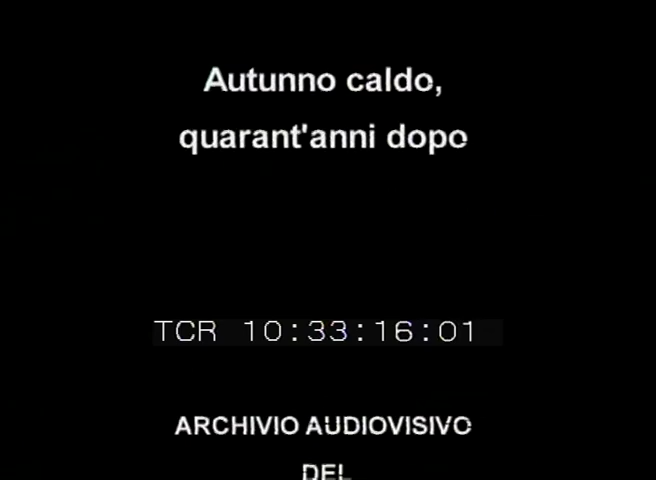 Autunno caldo,
quarant'anni dopo
TCR 10:33:16:01
ARCHIVIO AUDIOVISIVO
DEL